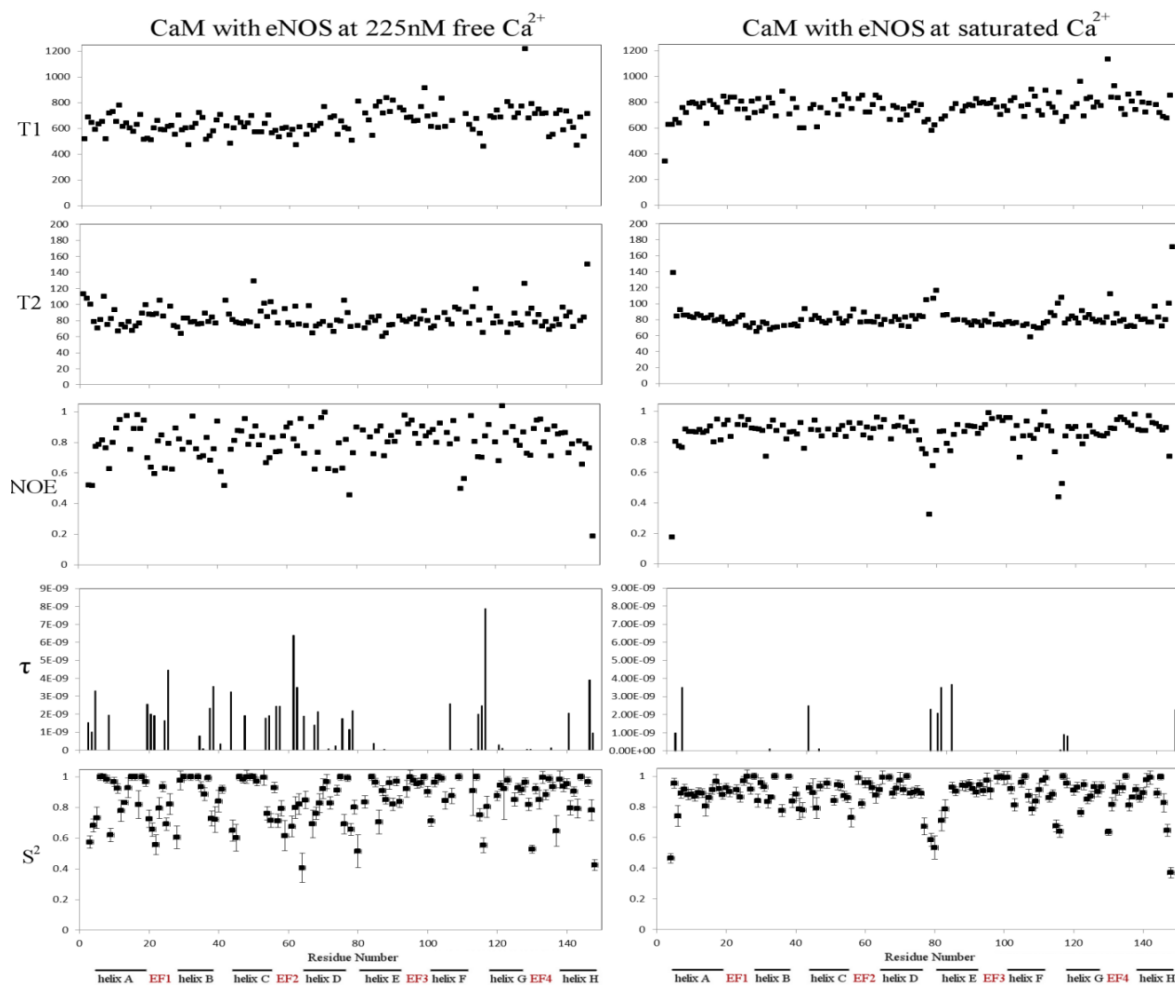 CaM with eNOS at 225nM free Ca2+
CaM with eNOS at saturated Ca2+
T1
1200
1000
800
600
400
200
0
1200
1000
800
600
400
200
0
T2
200
180
160
140
120
100
80
60
40
20
0
200
180
160
140
120
100
80
60
40
20
0
NOE
1
0.8
0.6
0.4
0.2
0
1
0.8
0.6
0.4
0.2
0
τ
9E-09
8E-09
7E-09
6E-09
5E-09
4E-09
3E-09
2E-09
1E-09
0
9.00E-09
8.00E-09
7.00E-09
6.00E-09
5.00E-09
4.00E-09
3.00E-09
2.00E-09
1.00E-09
0.00E+00
S2
1
0.8
0.6
0.4
0.2
0
1
0.8
0.6
0.4
0.2
0
0 20 40 60 80 100 120 140
0 20 40 60 80 100 120 140
Residue Number
Residue Number
helix A EF1 helix B helix C EF2 helix D helix E EF3 helix F helix G EF4 helix H
helix A EF1 helix B helix C EF2 helix D helix E EF3 helix F helix G EF4 helix H